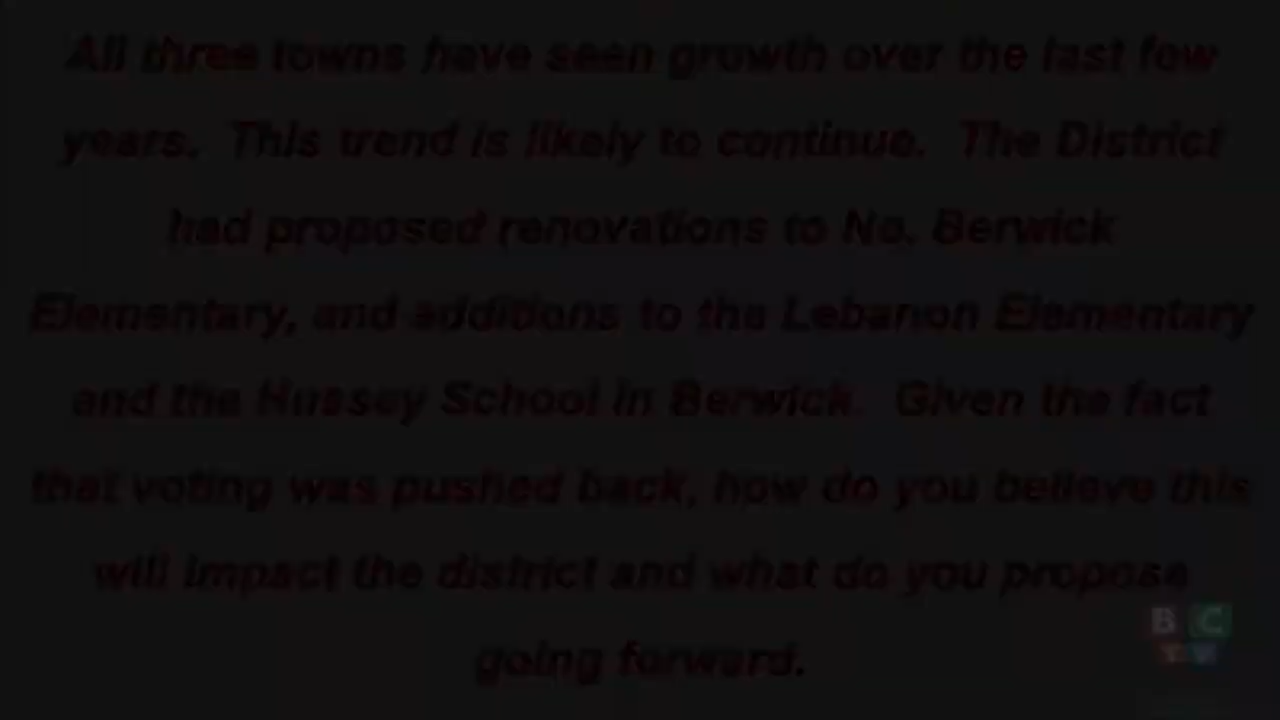 All three towns have seen growth over the last few
years.  This trend is likely to continue.  The District
had proposed renovations to No. Berwick
Elementary, and additions to the Lebanon Elementary
and the Hussey School in Berwick.  Given the fact
that voting was pushed back, how do you believe this
will impact the district and what do you propose
going forward.
B C
T V